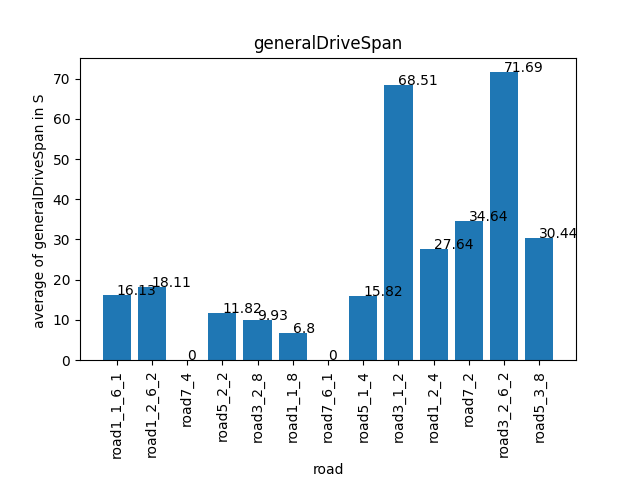 generalDriveSpan
average of generalDriveSpan in S
70
60
50
40
30
20
10
0
16.13
18.11
0
11.82
9.93
6.8
0
15.82
68.51
27.64
34.64
71.69
30.44
road1_1_6_1
road1_2_6_2
road7_4
road5_2_2
road3_2_8
road1_1_8
road7_6_1
road5_1_4
road3_1_2
road1_2_4
road7_2
road3_2_6_2
road5_3_8
road